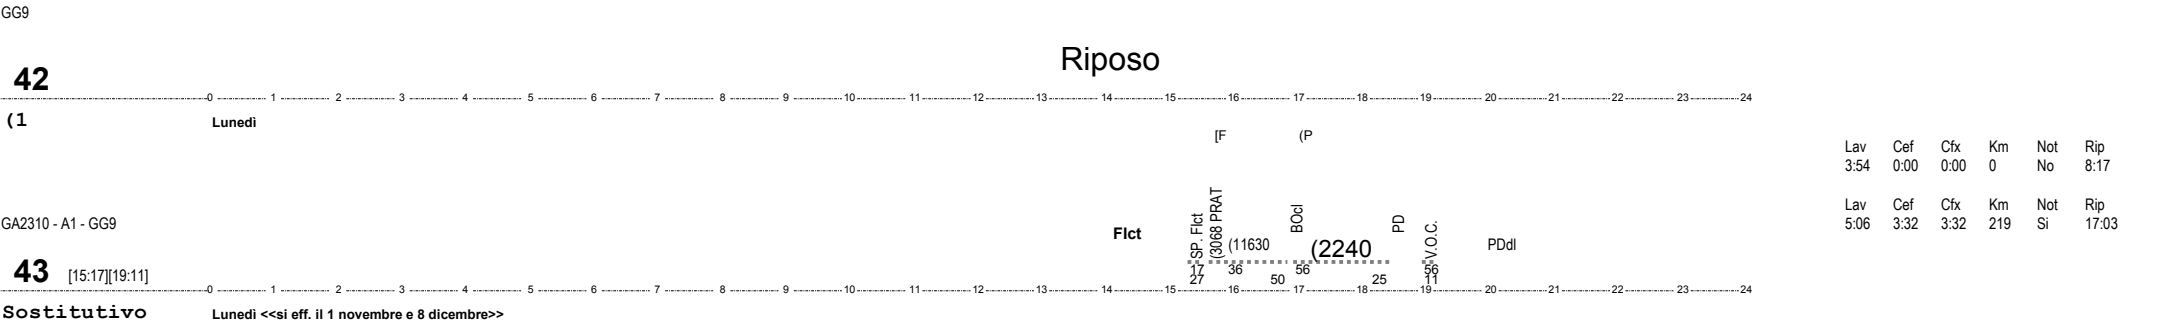 GG9
Riposo
42
0 1 2 3 4 5 6 7 8 9 10 11 12 13 14 15 16 17 18 19 20 21 22 23 24
(1 Lunedì
[F (P
Lav Cef Cfx Km Not Rip
3:54 0:00 0:00 0 No 8:17
Lav Cef Cfx Km Not Rip
5:06 3:32 3:32 219 Si 17:03
GA2310 - A1 - GG9
Flct SP. Flct (3068 PRAT (11630 BOcl (2240 PD V.O.C. PDdl
43 [15:17][19:11]
17 36 56 56
27 50 25 11
0 1 2 3 4 5 6 7 8 9 10 11 12 13 14 15 16 17 18 19 20 21 22 23 24
Sostitutivo Lunedì <<si eff. il 1 novembre e 8 dicembre>>